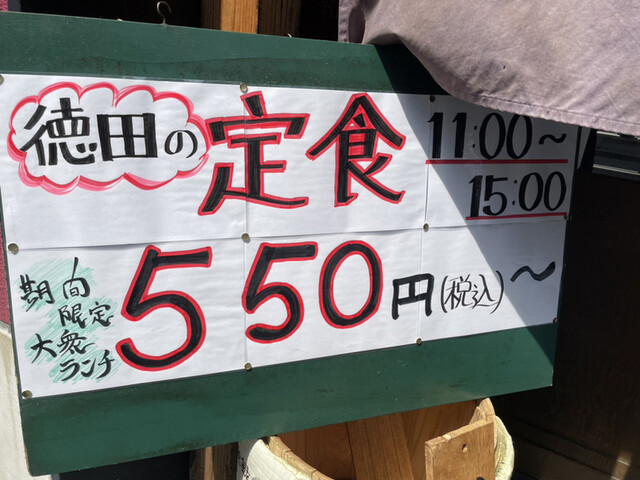 徳田の定食
11:00〜
15:00
期間
限定
大衆
ランチ
550円(税込)〜